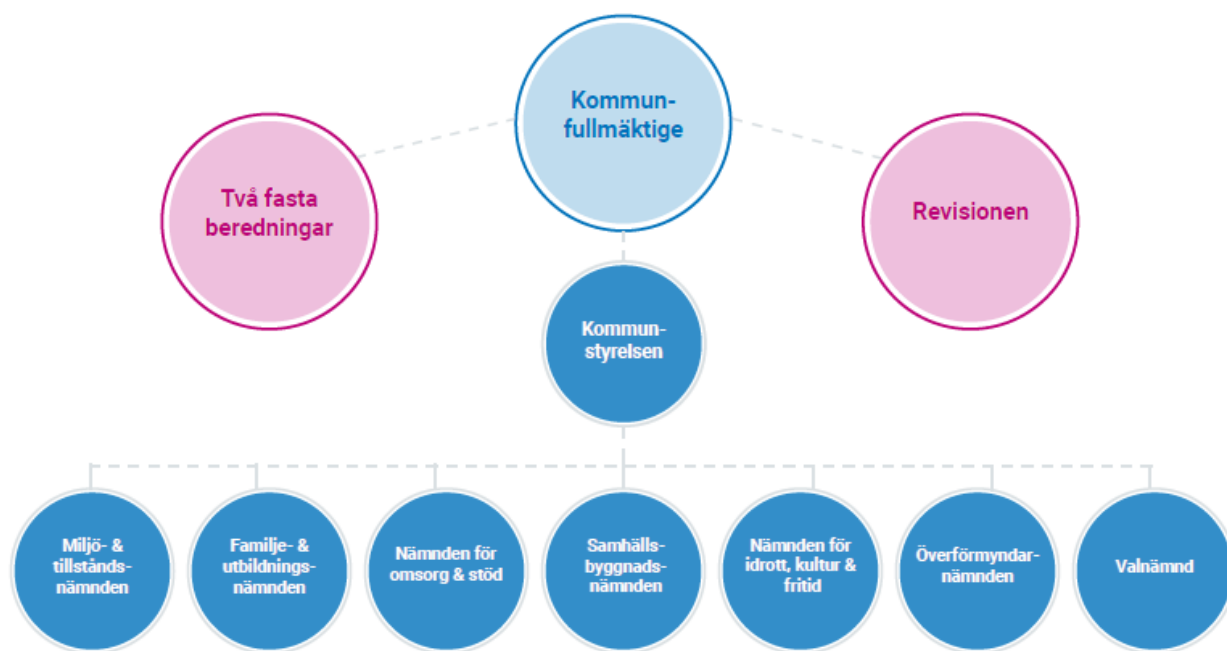 Kommun-
fullmäktige
Två fasta
beredningar
Revisionen
Kommun-
styrelsen
Miljö- &
tillstånds-
nämnden
Familje- &
utbildnings-
nämnden
Nämnden för
omsorg & stöd
Samhälls-
byggnads-
nämnden
Nämnden för
idrott, kultur &
fritid
Överförmyndar-
nämnden
Valnämnd